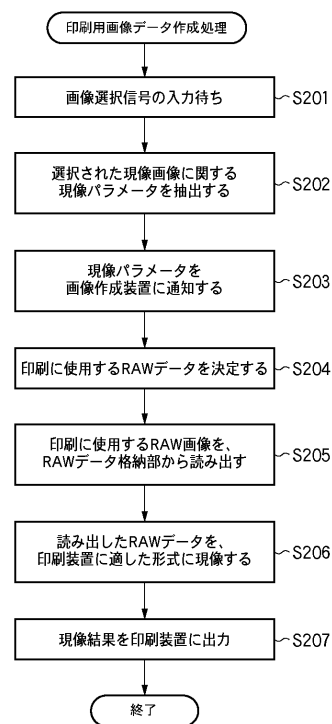 印刷用画像データ作成処理
画像選択信号の入力待ち
S201
選択された現像画像に関する
現像パラメータを抽出する
S202
現像パラメータを
画像作成装置に通知する
S203
印刷に使用するRAWデータを決定する
S204
印刷に使用するRAW画像を、
RAWデータ格納部から読み出す
S205
読み出したRAWデータを、
印刷装置に適した形式に現像する
S206
現像結果を印刷装置に出力
S207
終了